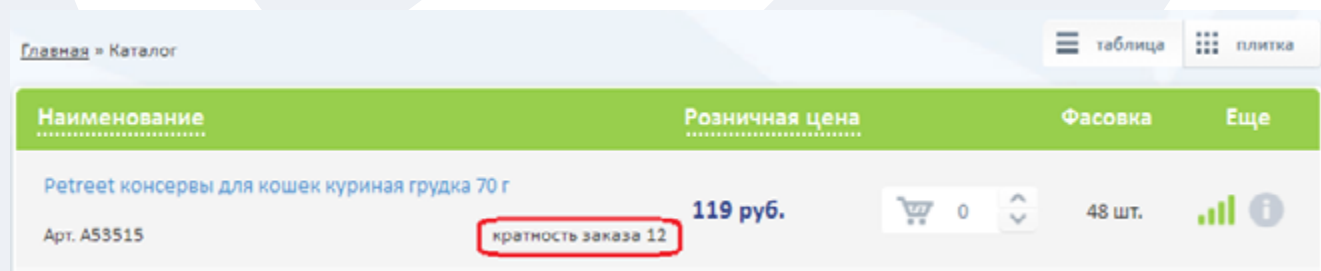 Главная » Каталог
таблица
плитка
Наименование
Розничная цена
Фасовка
Еще
Petreet консервы для кошек куриная грудка 70 г
119 руб.
0
48 шт.
Арт. A53515
кратность заказа 12